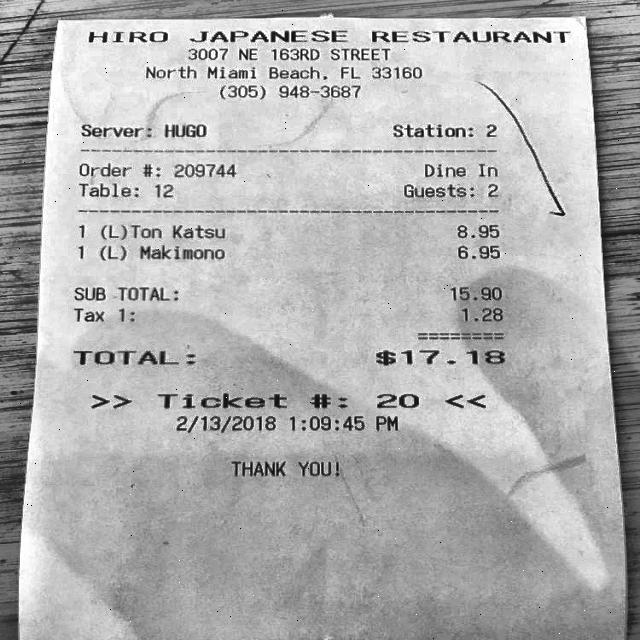 HIRO JAPANESE RESTAURANT
3007 NE 163RD STREET
North Miami Beach, FL 33160
(305) 948-3687
Server: HUGO Station: 2
Order #: 209744 Dine In
Table: 12 Guests: 2
1 (L)Ton Katsu 8.95
1 (L) Makimono 6.95
SUB TOTAL: 15.90
Tax 1: 1.28
========
TOTAL: $17.18
>> Ticket #: 20 <<
2/13/2018 1:09:45 PM
THANK YOU!